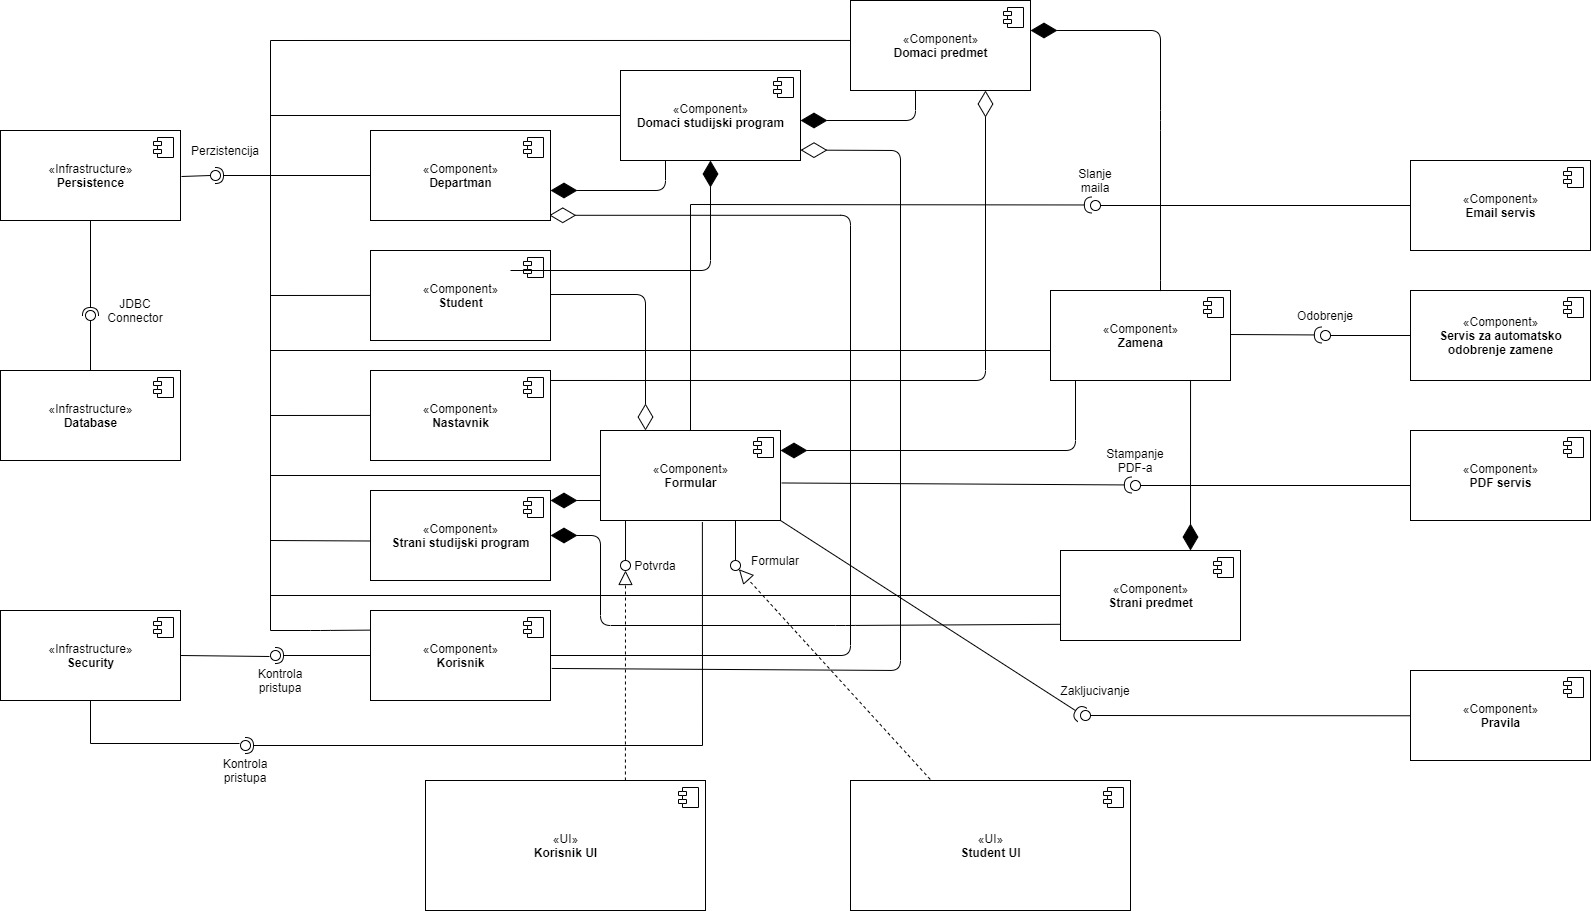 «Component»
Domaci predmet
«Component»
Domaci studijski program
Perzistencija
«Infrastructure»
Persistence
«Component»
Departman
Slanje
maila
«Component»
Email servis
«Component»
Student
JDBC
Connector
«Component»
Zamena
Odobrenje
«Component»
Servis za automatsko
odobrenje zamene
«Infrastructure»
Database
«Component»
Nastavnik
«Component»
Formular
Stampanje
PDF-a
«Component»
PDF servis
«Component»
Strani studijski program
Potvrda
Formular
«Component»
Strani predmet
«Infrastructure»
Security
Kontrola
pristupa
«Component»
Korisnik
Zakljucivanje
«Component»
Pravila
Kontrola
pristupa
«UI»
Korisnik UI
«UI»
Student UI